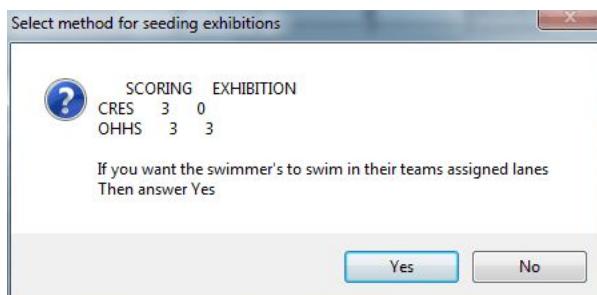 Select method for seeding exhibitions
SCORING EXHIBITION
CRES 3 0
OHHS 3 3
If you want the swimmer's to swim in their teams assigned lanes
Then answer Yes
Yes
No